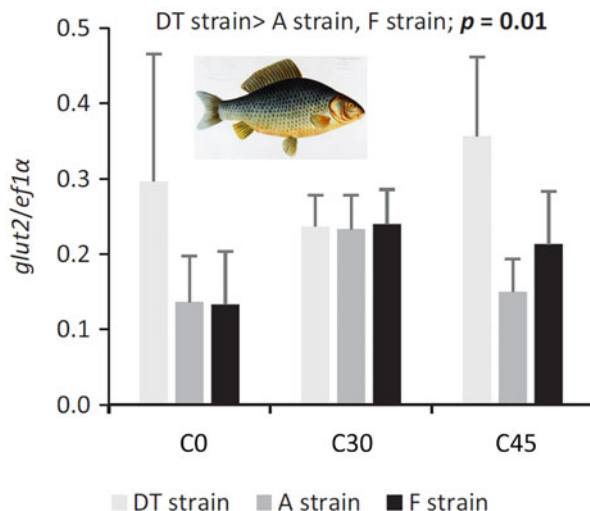 DT strain> A strain, F strain; p = 0.01
0.5
0.4
0.3
0.2
0.1
0.0
glut2/ef1α
C0 C30 C45
DT strain A strain F strain